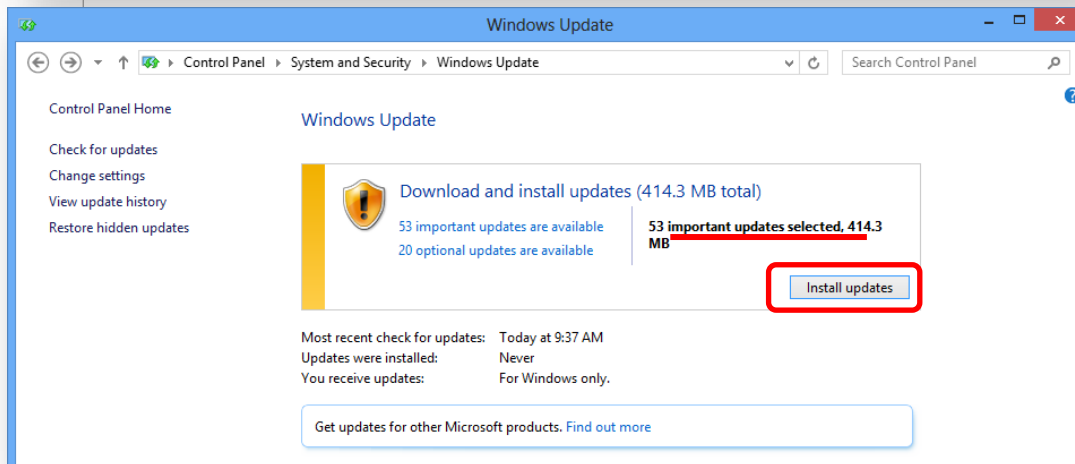 Windows Update
Control Panel System and Security Windows Update Search Control Panel
Control Panel Home
Check for updates
Change settings
View update history
Restore hidden updates
Windows Update
Download and install updates (414.3 MB total)
53 important updates are available
20 optional updates are available
53 important updates selected, 414.3
MB
Install updates
Most recent check for updates: Today at 9:37 AM
Updates were installed: Never
You receive updates: For Windows only.
Get updates for other Microsoft products. Find out more